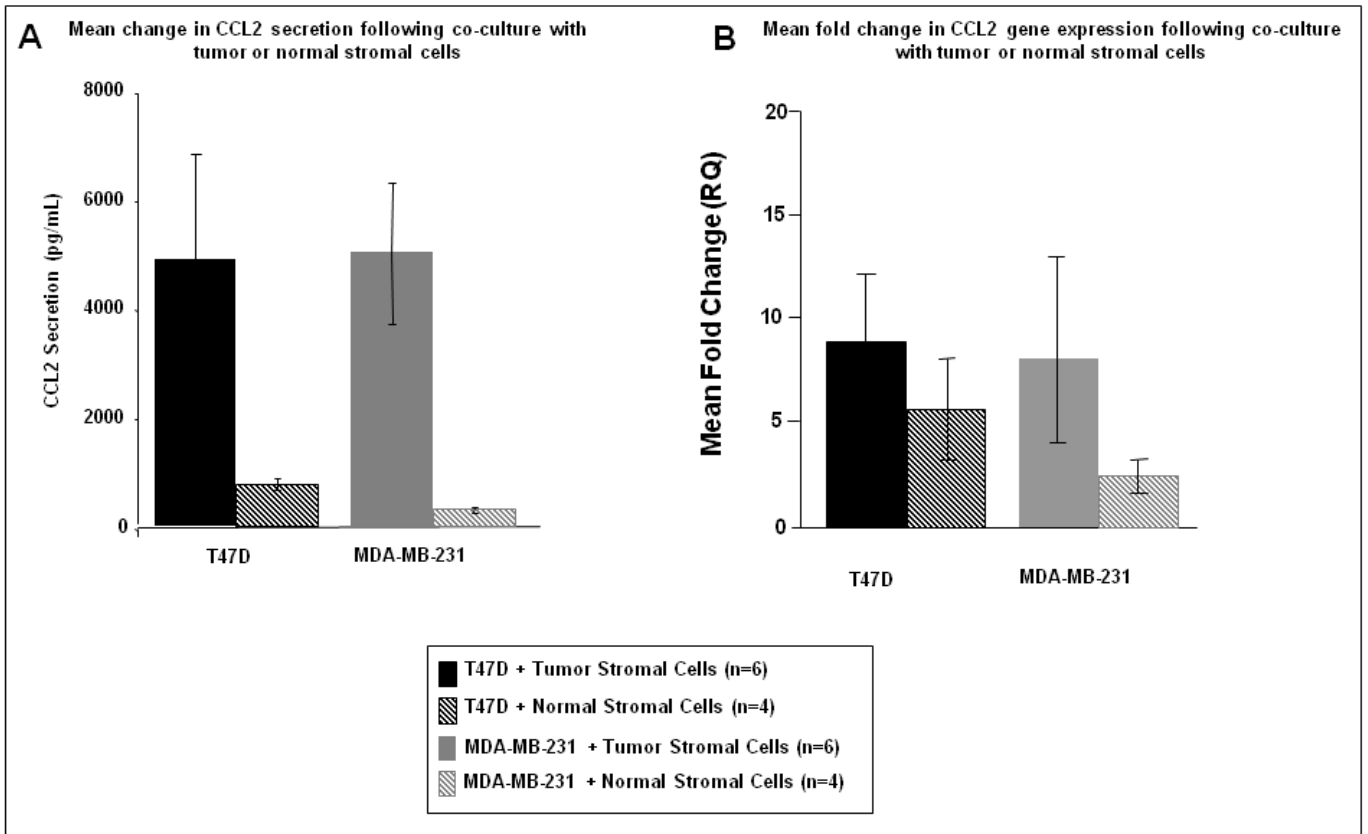 A
Mean change in CCL2 secretion following co-culture with
tumor or normal stromal cells
8000
6000
4000
2000
0
CCL2 Secretion (pg/mL)
T47D
MDA-MB-231
B
Mean fold change in CCL2 gene expression following co-culture
with tumor or normal stromal cells
20
15
10
5
0
Mean Fold Change (RQ)
T47D
MDA-MB-231
T47D + Tumor Stromal Cells (n=6)
T47D + Normal Stromal Cells (n=4)
MDA-MB-231 + Tumor Stromal Cells (n=6)
MDA-MB-231 + Normal Stromal Cells (n=4)